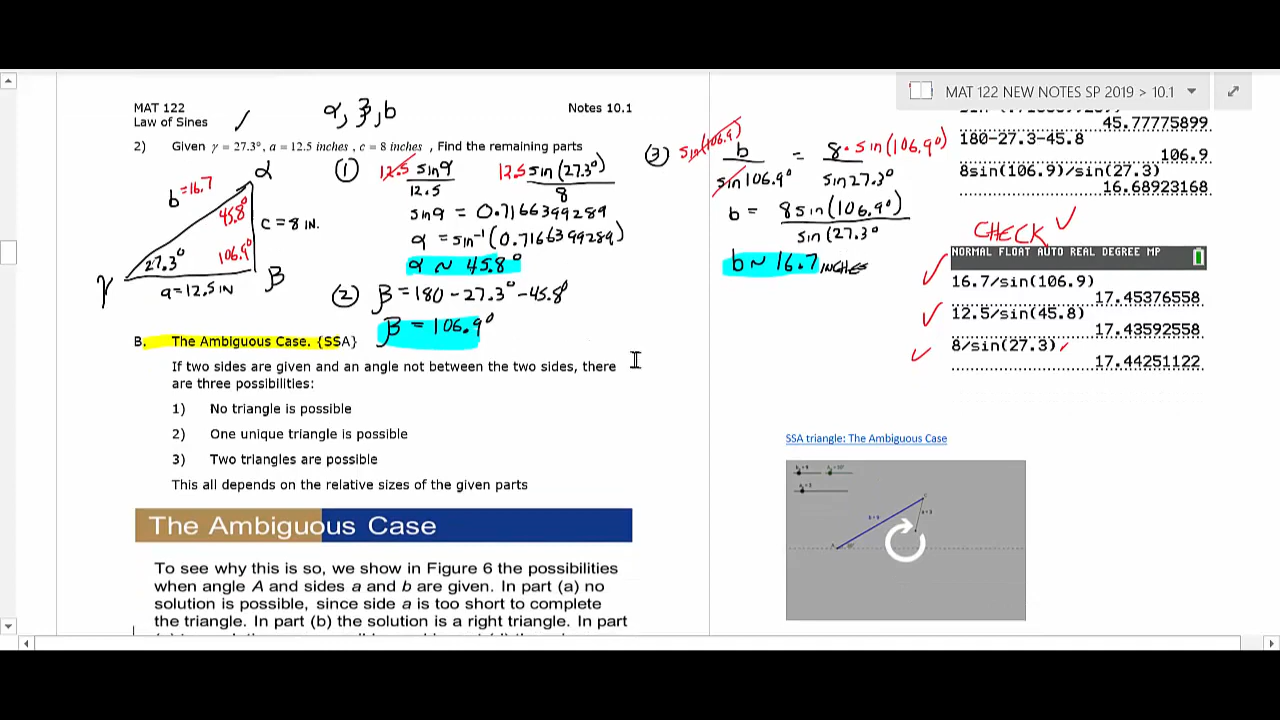 MAT 122
Law of Sines
α, β, b
Notes 10.1
2) Given γ = 27.3°, a = 12.5 inches , c = 8 inches , Find the remaining parts
α
b=16.7
45.8°
c = 8 IN.
27.3°
106.9°
γ
a = 12.5 IN
β
①
12.5 sinα
12.5
12.5 sin(27.3°)
8
sinα = 0.7166399289
α = sin⁻¹(0.7166399289)
α ≈ 45.8°
② β = 180 - 27.3° - 45.8°
β = 106.9°
③
sin(106.9)
b
sin 106.9°
=
8 · sin(106.9°)
sin 27.3°
b = 8 sin(106.9°)
sin(27.3°
b ≈ 16.7 INCHES
B. The Ambiguous Case. {SSA}
If two sides are given and an angle not between the two sides, there
are three possibilities:
1) No triangle is possible
2) One unique triangle is possible
3) Two triangles are possible
This all depends on the relative sizes of the given parts
The Ambiguous Case
To see why this is so, we show in Figure 6 the possibilities
when angle A and sides a and b are given. In part (a) no
solution is possible, since side a is too short to complete
the triangle. In part (b) the solution is a right triangle. In part
MAT 122 NEW NOTES SP 2019 > 10.1
45.77775899
180-27.3-45.8
106.9
8sin(106.9)/sin(27.3)
16.68923168
CHECK
NORMAL FLOAT AUTO REAL DEGREE MP
16.7/sin(106.9)
17.45376558
12.5/sin(45.8)
17.43592558
8/sin(27.3)
17.44251122
SSA triangle: The Ambiguous Case